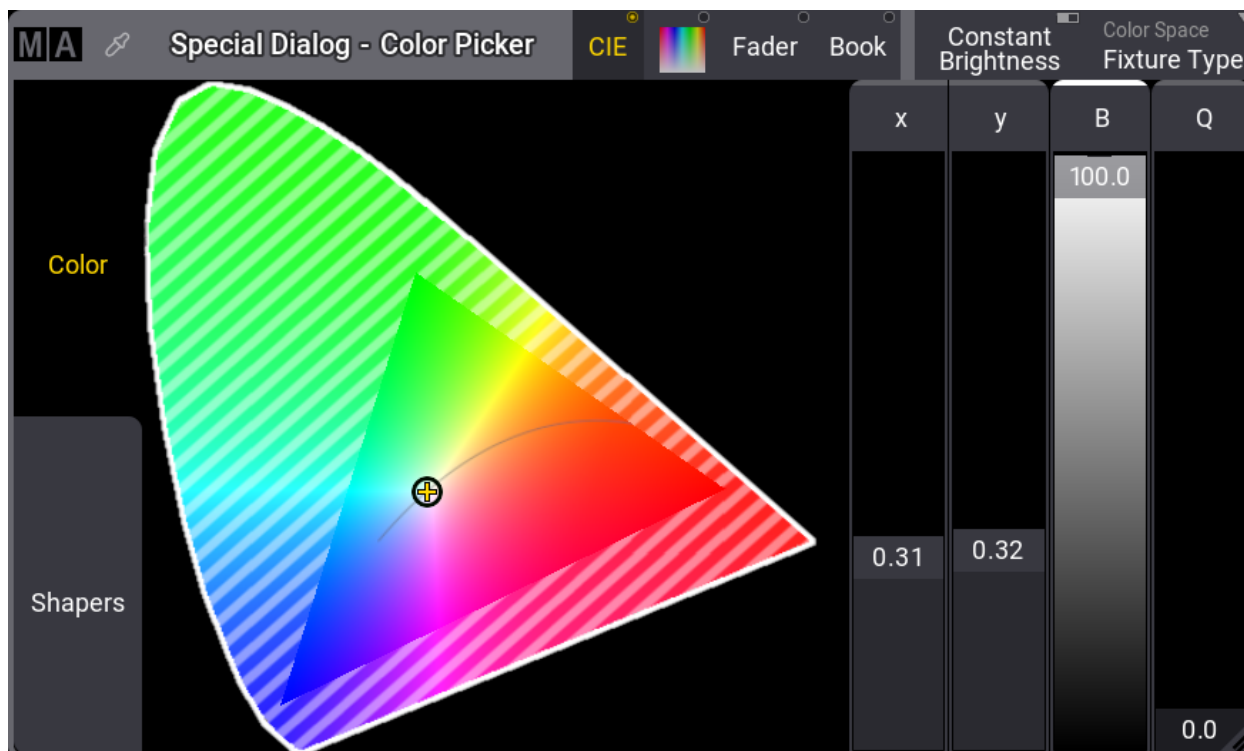 MA Special Dialog - Color Picker CIE Fader Book Constant Brightness Color Space Fixture Type
x y B Q
100.0
Color
0.31 0.32
Shapers
0.0